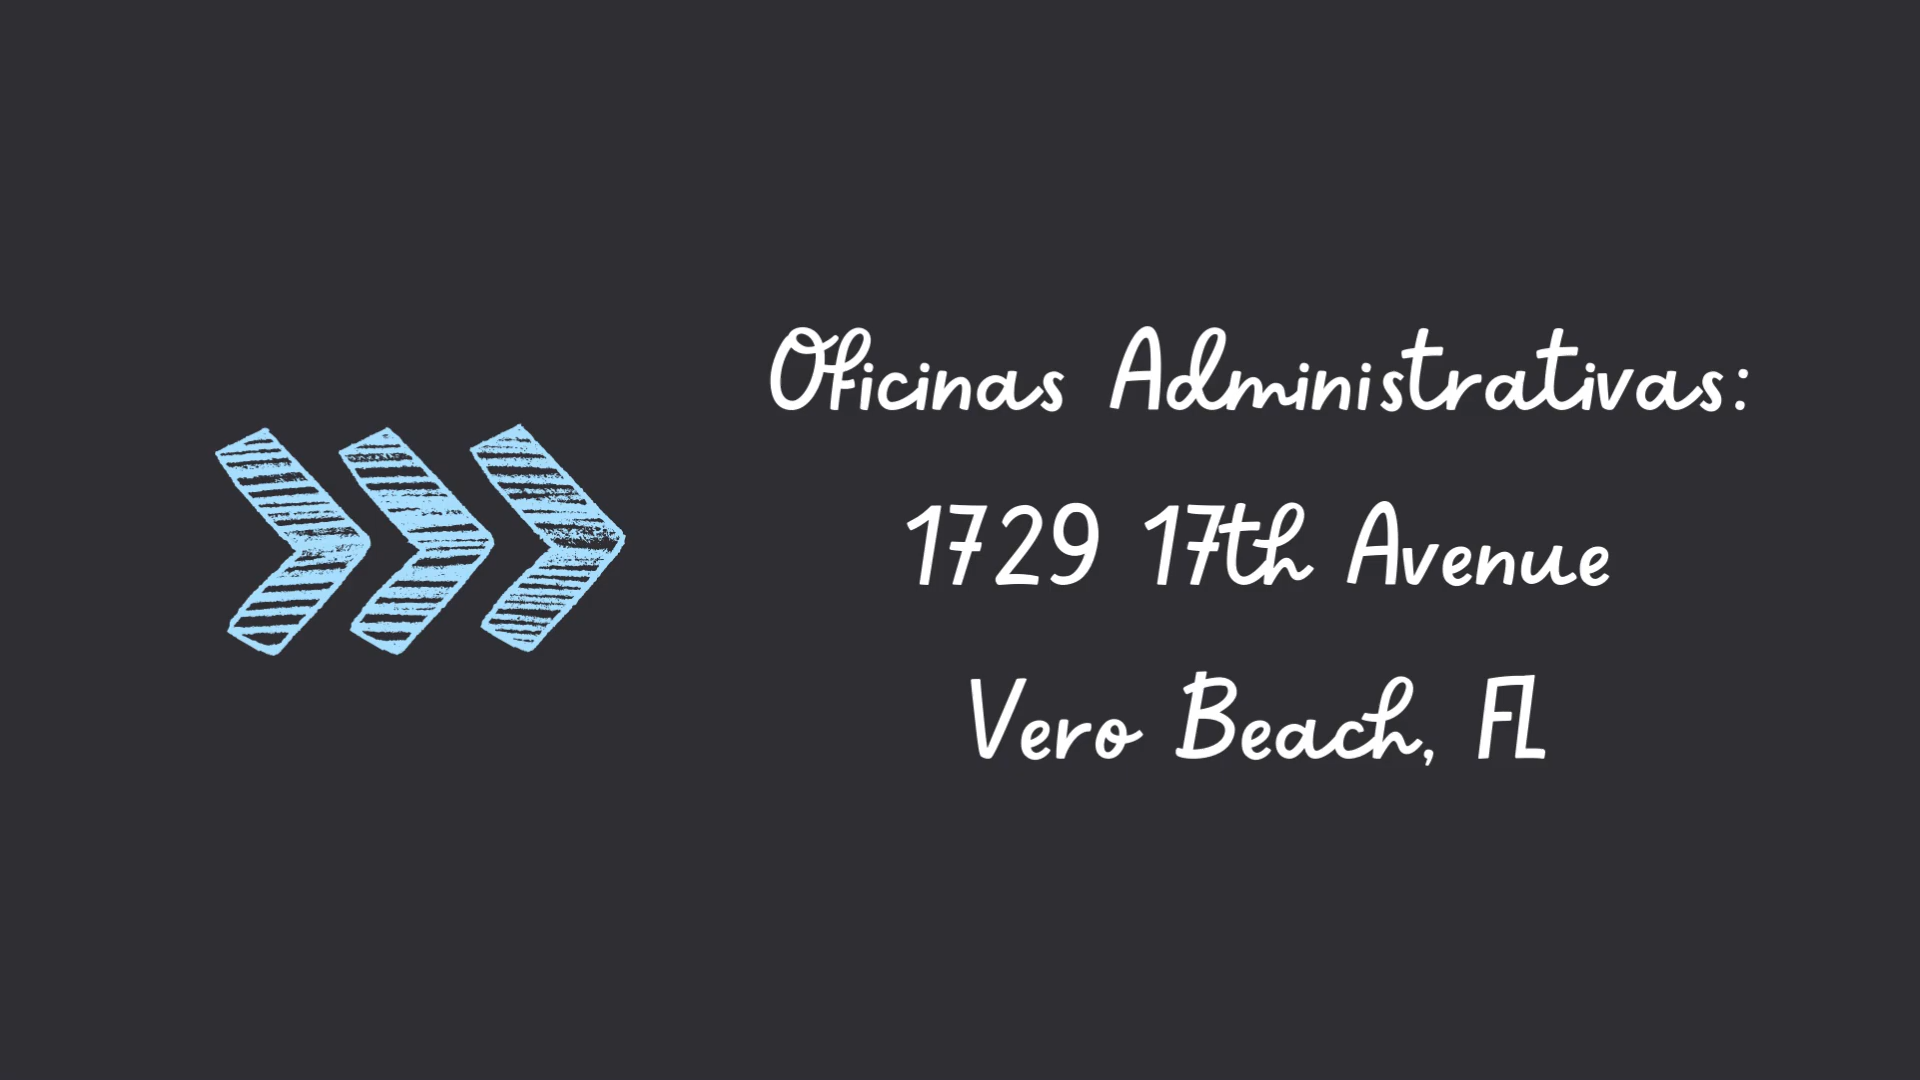 Oficinas Administrativas:
1729 17th Avenue
Vero Beach, FL